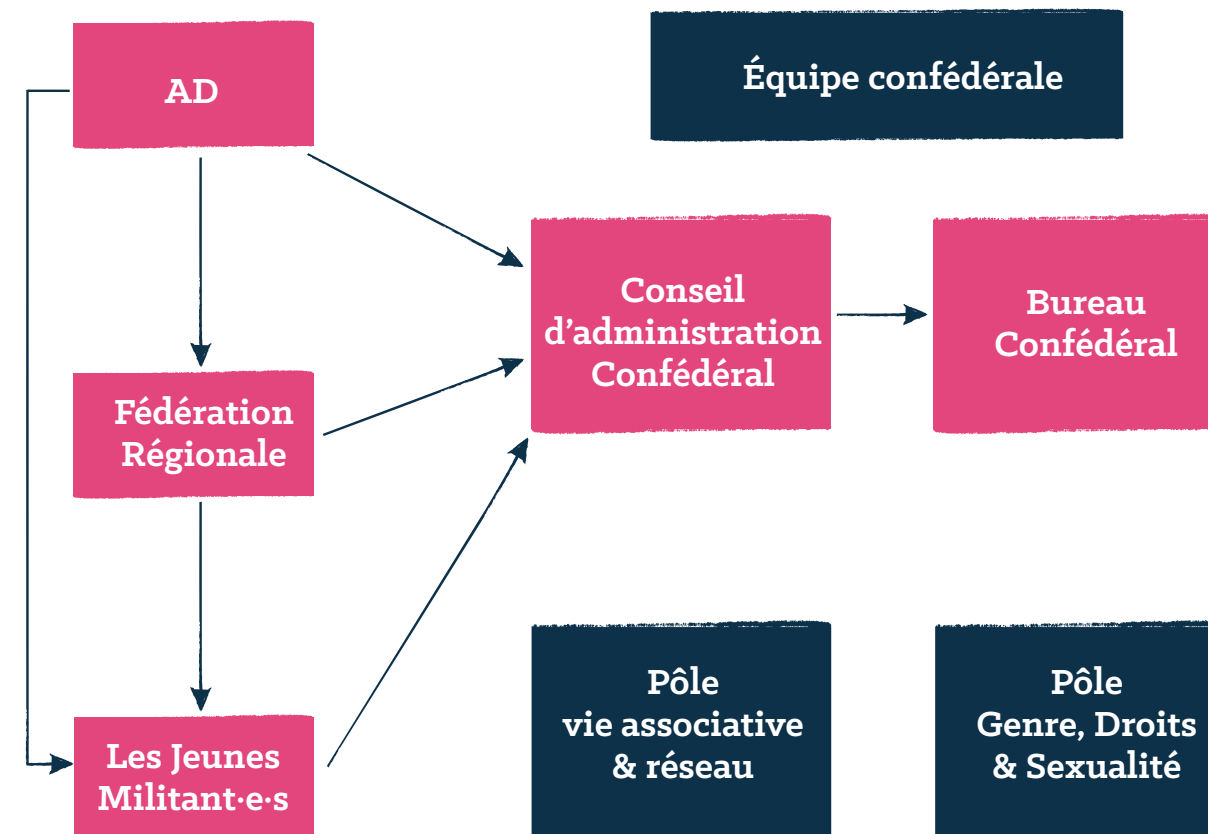 AD
Équipe confédérale
Conseil
d’administration
Confédéral
Bureau
Confédéral
Fédération
Régionale
Les Jeunes
Militant·e·s
Pôle
vie associative
& réseau
Pôle
Genre, Droits
& Sexualité